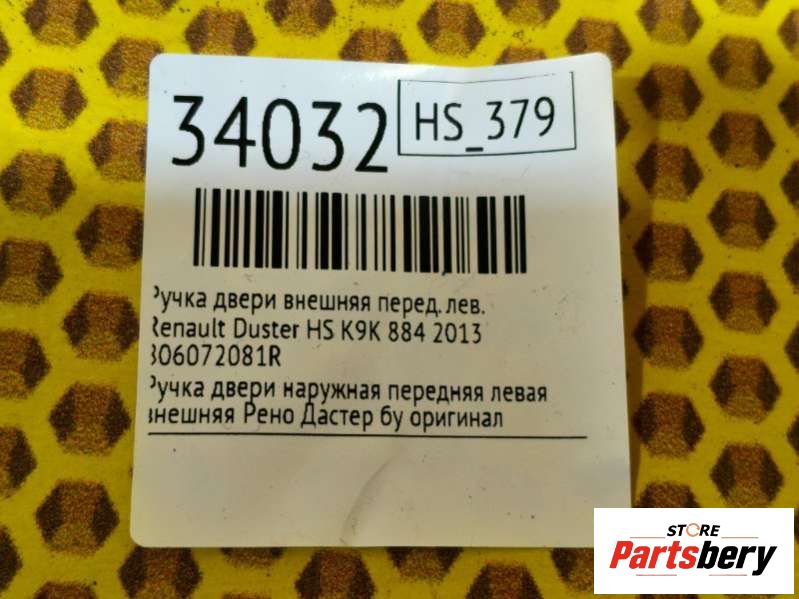 34032
HS_379
Ручка двери внешняя перед. лев.
Renault Duster HS K9K 884 2013
806072081R
Ручка двери наружная передняя левая
внешняя Рено Дастер бу оригинал
STORE
Partsbery